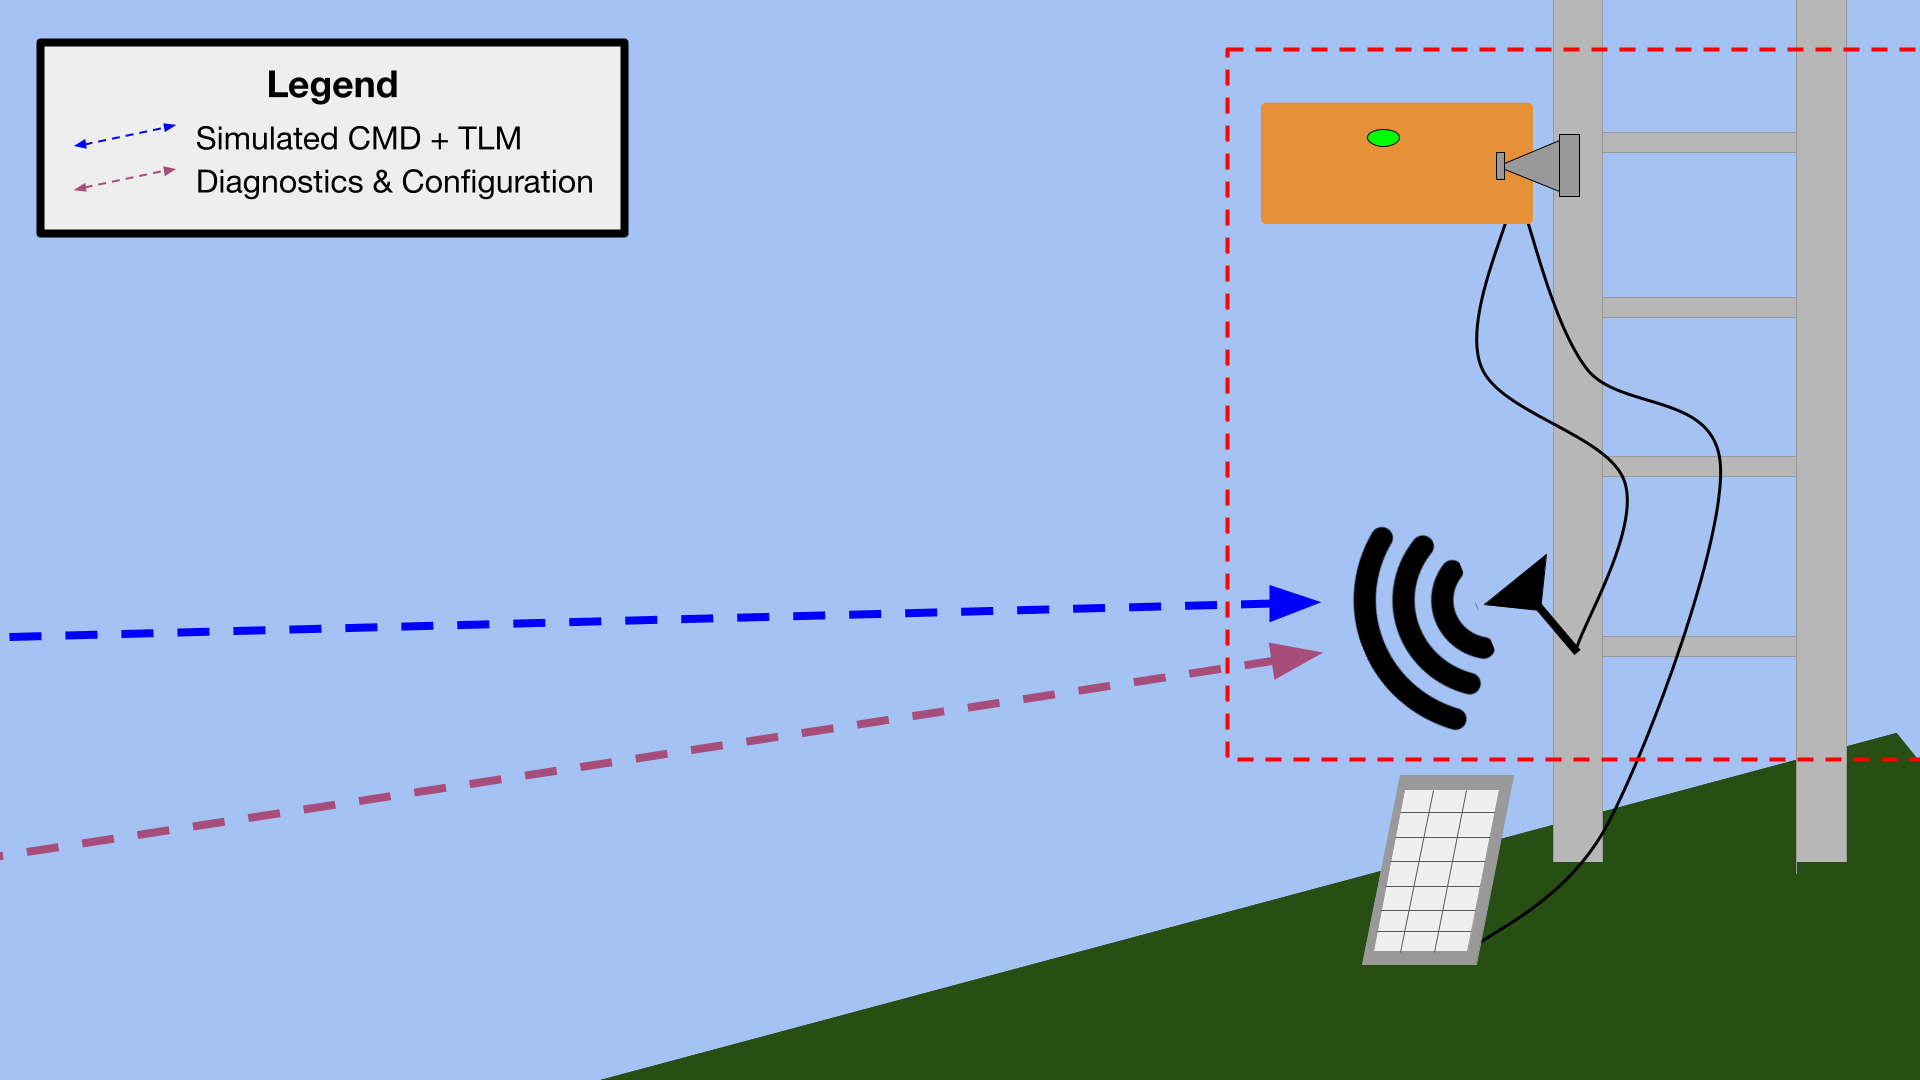 Legend
Simulated CMD + TLM
Diagnostics & Configuration